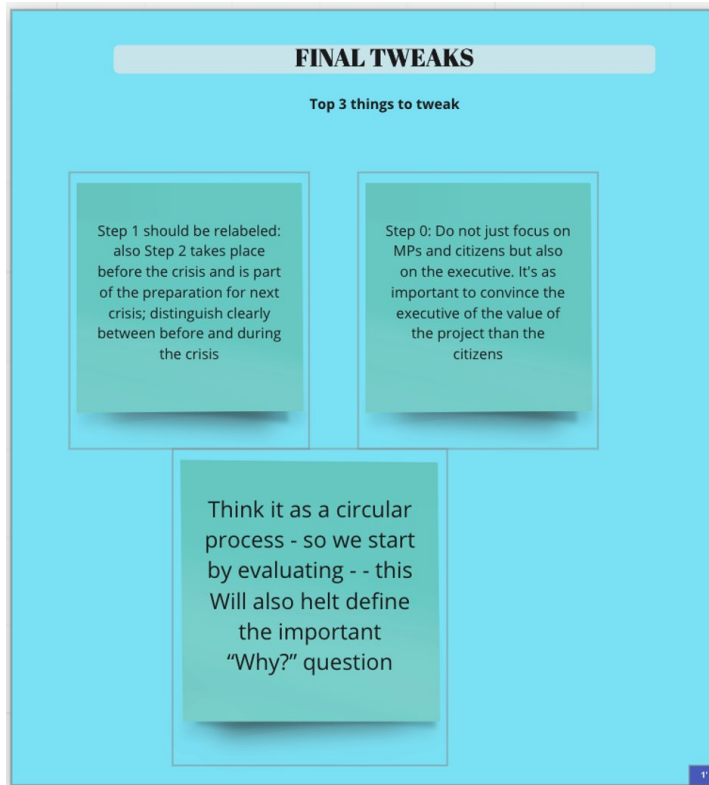 FINAL TWEAKS
Top 3 things to tweak
Step 1 should be relabeled:
also Step 2 takes place
before the crisis and is part
of the preparation for next
crisis; distinguish clearly
between before and during
the crisis
Step 0: Do not just focus on
MPs and citizens but also
on the executive. It's as
important to convince the
executive of the value of
the project than the
citizens
Think it as a circular
process - so we start
by evaluating - - this
Will also helt define
the important
“Why?” question
1'